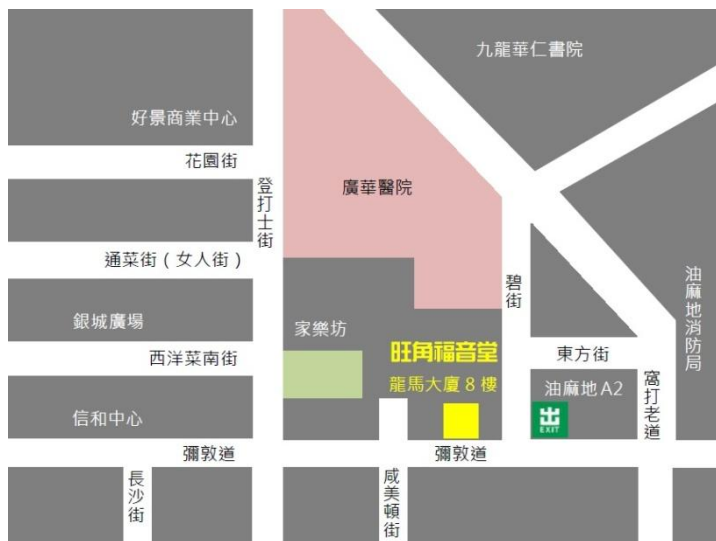 九龍華仁書院
好景商業中心
花園街
登打士街
廣華醫院
通菜街（女人街）
碧街
油麻地消防局
銀城廣場
家樂坊
旺角福音堂
東方街
西洋菜南街
龍馬大廈 8 樓
油麻地 A2
窩打老道
信和中心
出
EXIT
彌敦道
彌敦道
長沙街
咸美頓街